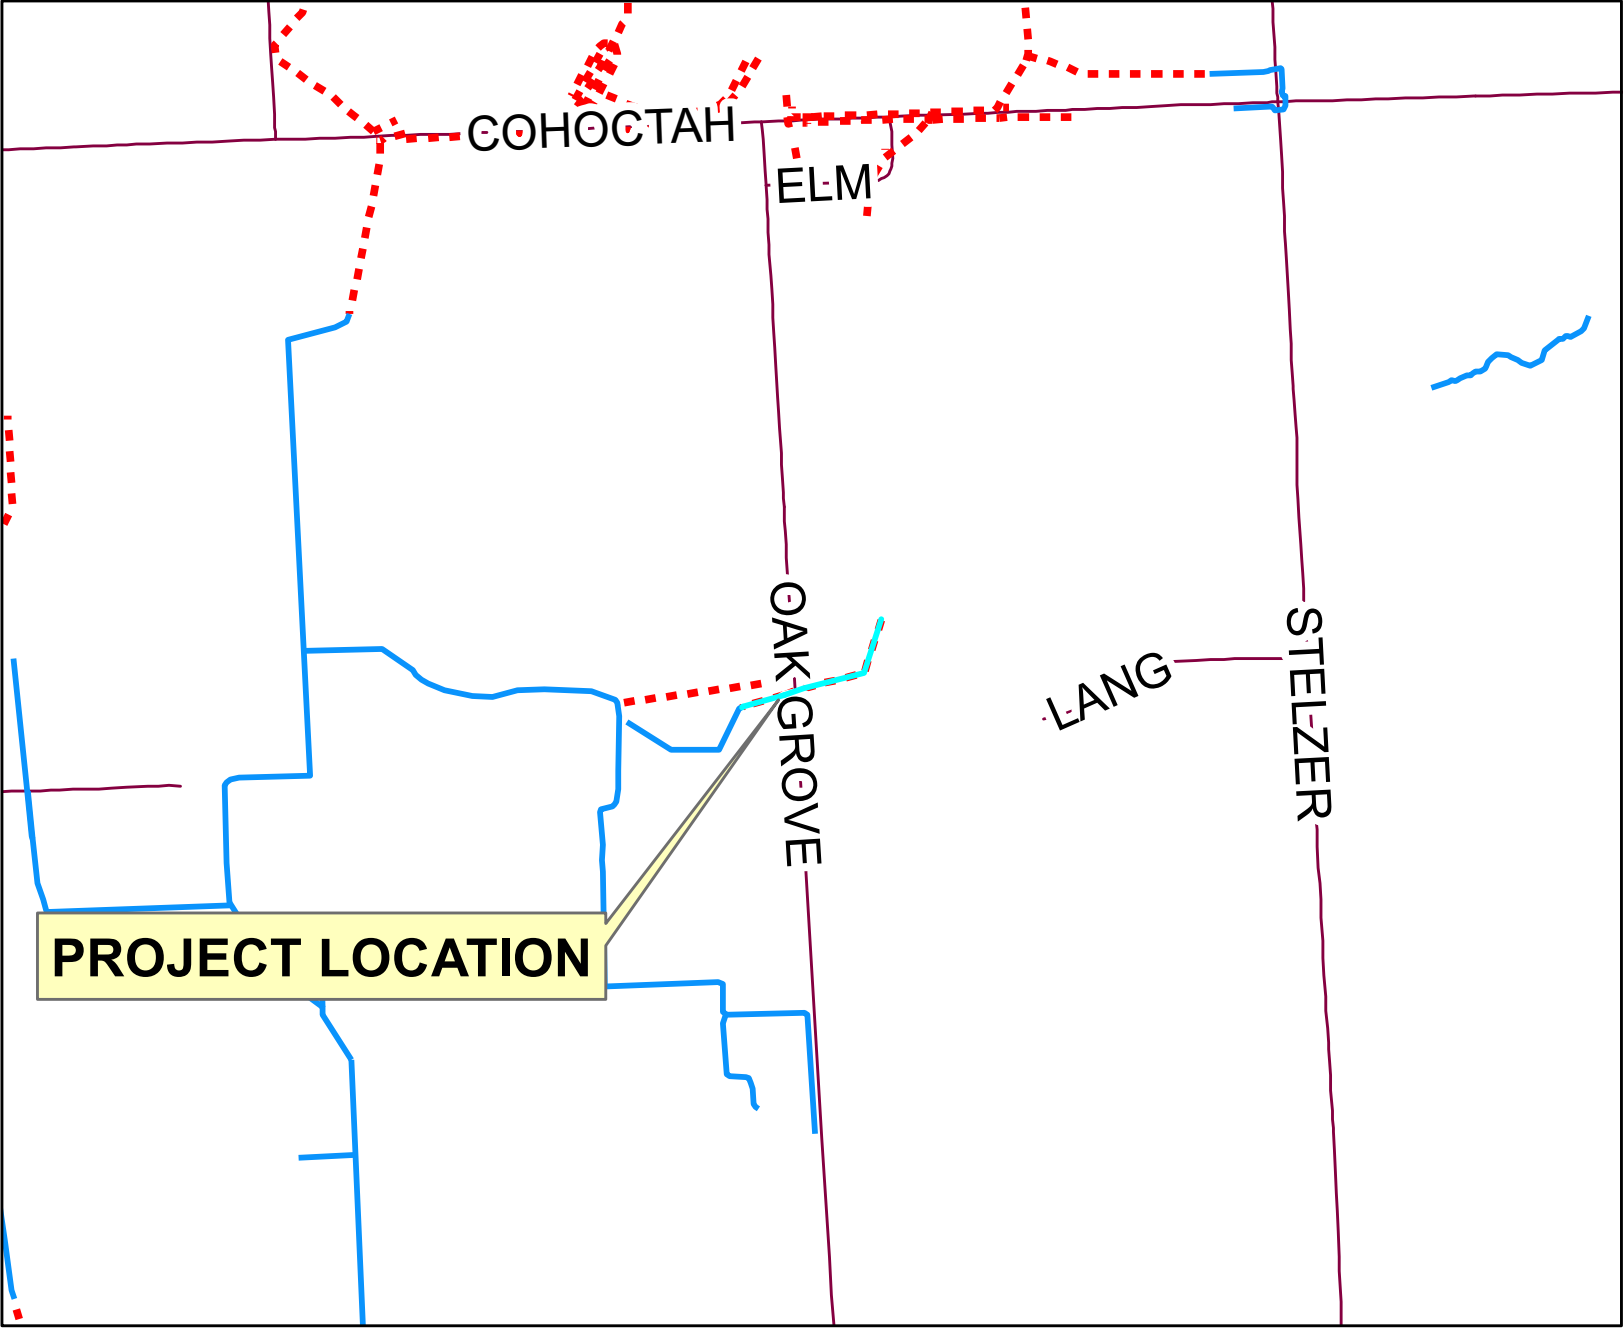 COHOCTAH
ELM
OAK GROVE
STELZER
LANG
PROJECT LOCATION